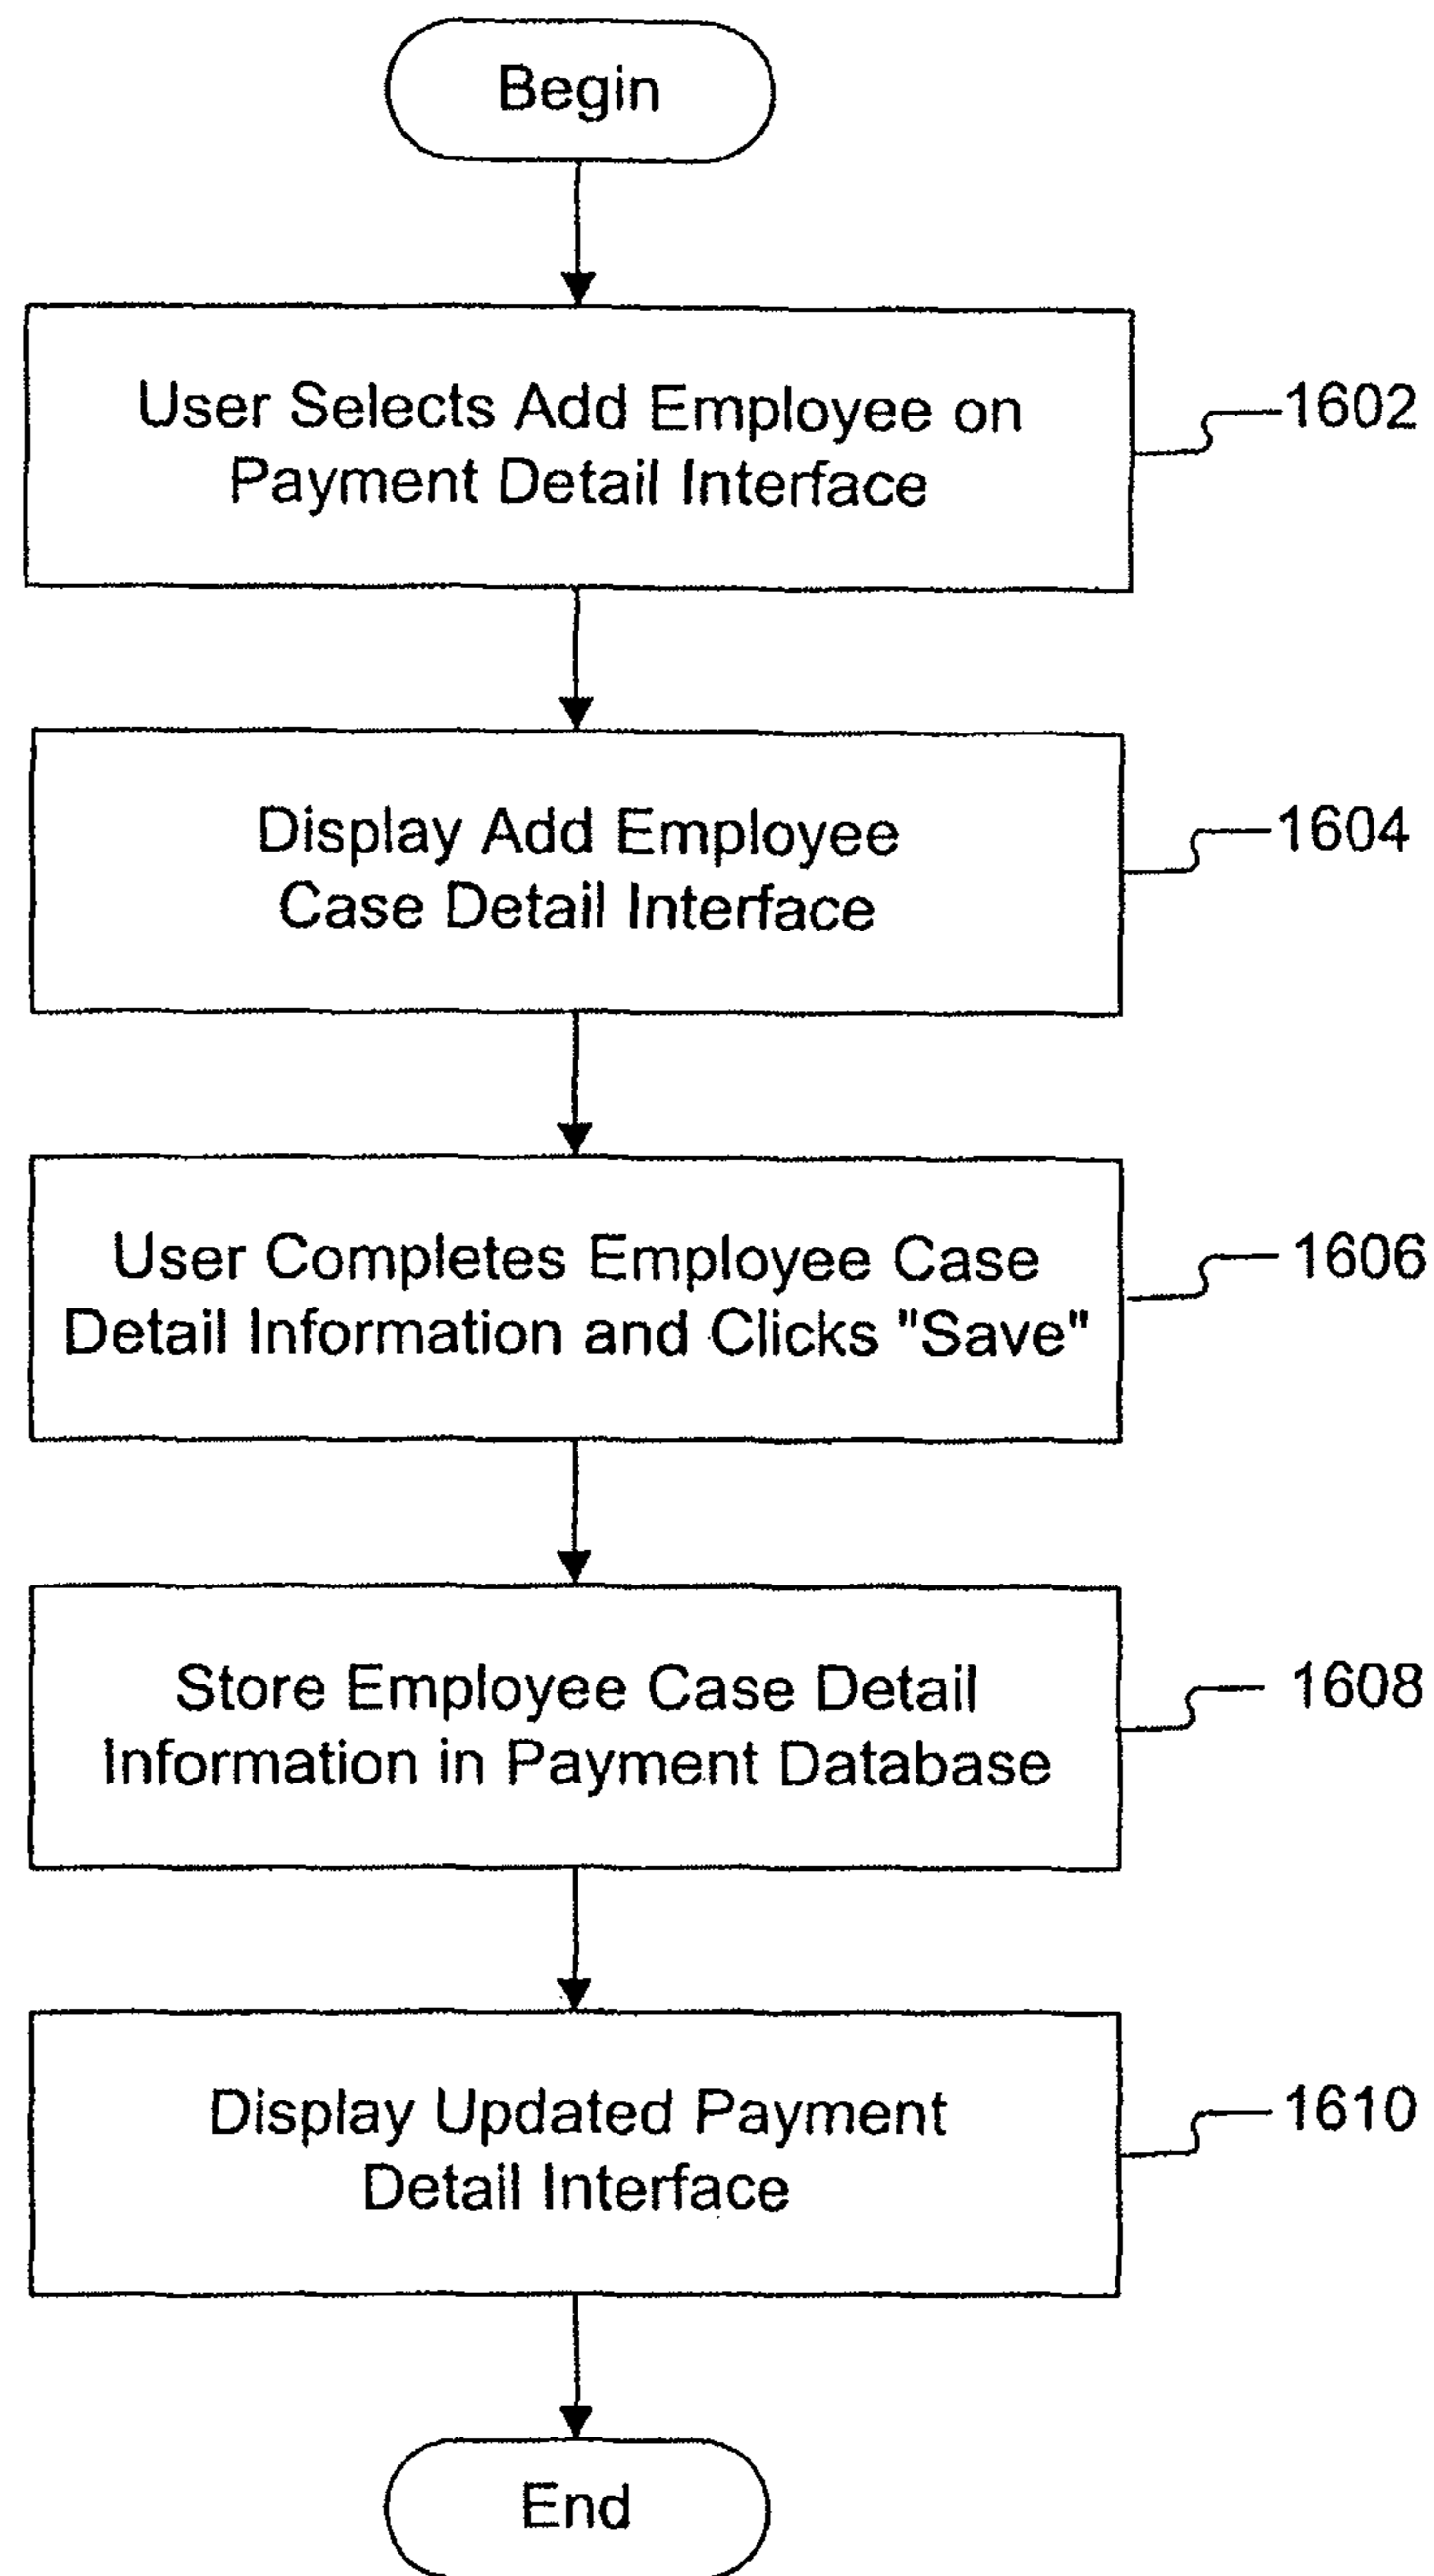 Begin
User Selects Add Employee on
Payment Detail Interface
1602
Display Add Employee
Case Detail Interface
1604
User Completes Employee Case
Detail Information and Clicks "Save"
1606
Store Employee Case Detail
Information in Payment Database
1608
Display Updated Payment
Detail Interface
1610
End